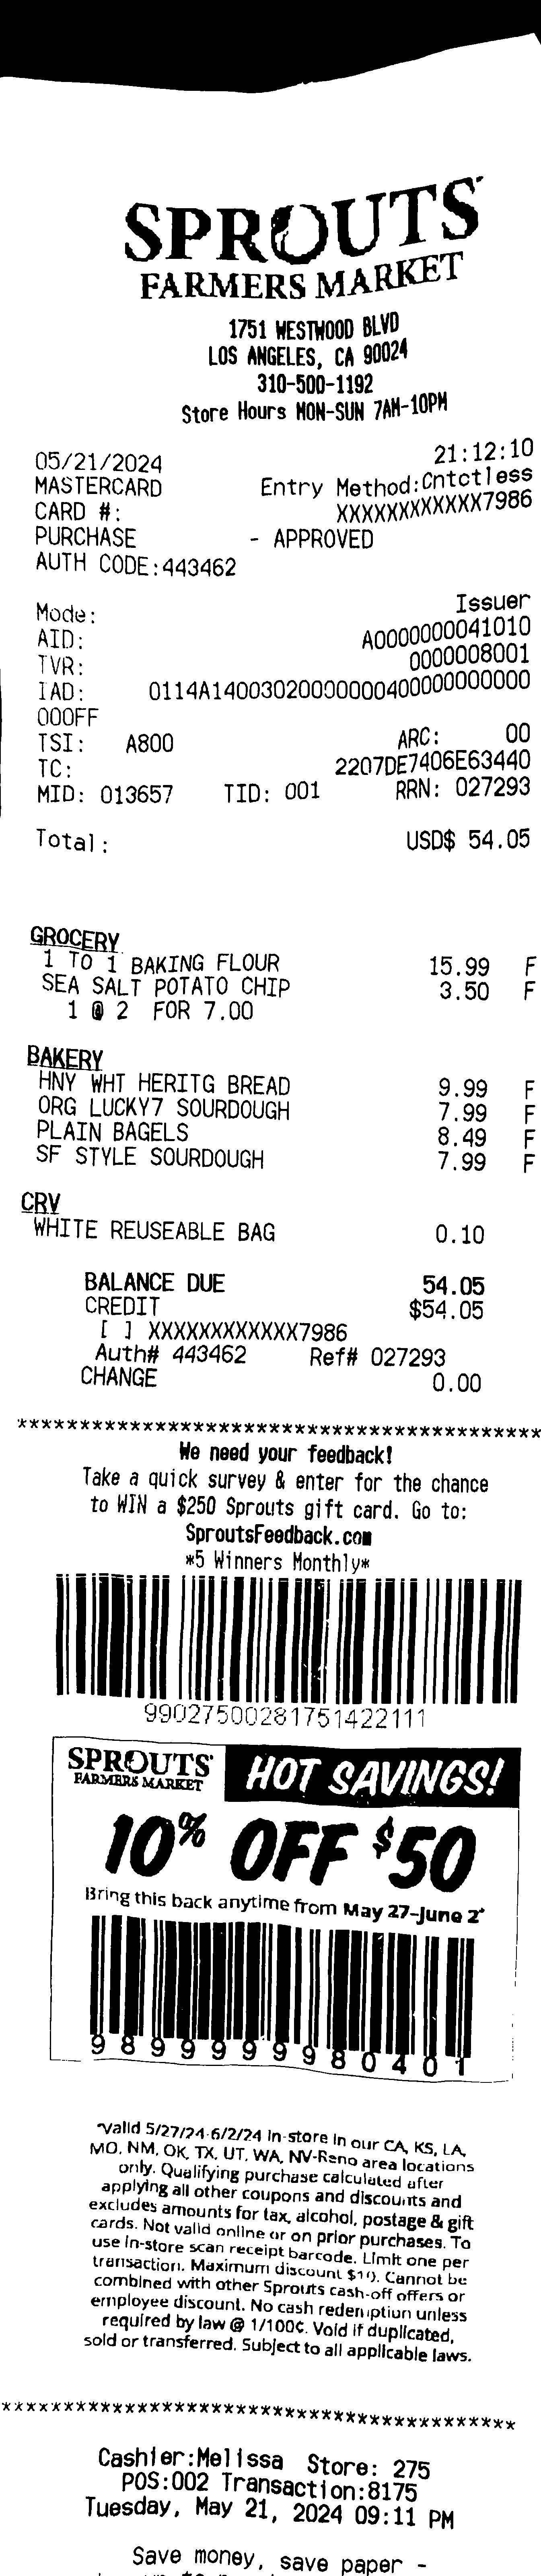 SPROUTS
FARMERS MARKET
1751 WESTWOOD BLVD
LOS ANGELES, CA 90024
310-500-1192
Store Hours MON-SUN 7AM-10PM
05/21/2024 21:12:10
MASTERCARD Entry Method:Cntctless
CARD #: XXXXXXXXXXXX7986
PURCHASE - APPROVED
AUTH CODE:443462
Mode: Issuer
AID: A0000000041010
TVR: 0000008001
IAD: 0114A14003020000000400000000000
000FF
TSI: A800 ARC: 00
TC: 2207DE7406E63440
MID: 013657 TID: 001 RRN: 027293
Total: USD$ 54.05
GROCERY
1 TO 1 BAKING FLOUR 15.99 F
SEA SALT POTATO CHIP 3.50 F
1 @ 2 FOR 7.00
BAKERY
HNY WHT HERITG BREAD 9.99 F
ORG LUCKY7 SOURDOUGH 7.99 F
PLAIN BAGELS 8.49 F
SF STYLE SOURDOUGH 7.99 F
CRV
WHITE REUSEABLE BAG 0.10
BALANCE DUE 54.05
CREDIT $54.05
[ ] XXXXXXXXXXXX7986
Auth# 443462 Ref# 027293
CHANGE 0.00
******************************************
We need your feedback!
Take a quick survey & enter for the chance
to WIN a $250 Sprouts gift card. Go to:
SproutsFeedback.com
*5 Winners Monthly*
99027500281751422111
SPROUTS
FARMERS MARKET
HOT SAVINGS!
10% OFF $50
Bring this back anytime from May 27-June 2*
989999980401
*Valid 5/27/24-6/2/24 in-store in our CA, KS, LA,
MO, NM, OK, TX, UT, WA, NV-Reno area locations
only. Qualifying purchase calculated after
applying all other coupons and discounts and
excludes amounts for tax, alcohol, postage & gift
cards. Not valid online or on prior purchases. To
use in-store scan receipt barcode. Limit one per
transaction. Maximum discount $10. Cannot be
combined with other Sprouts cash-off offers or
employee discount. No cash redemption unless
required by law @ 1/100¢. Void if duplicated,
sold or transferred. Subject to all applicable laws.
******************************************
Cashier:Melissa Store: 275
POS:002 Transaction:8175
Tuesday, May 21, 2024 09:11 PM
Save money, save paper -